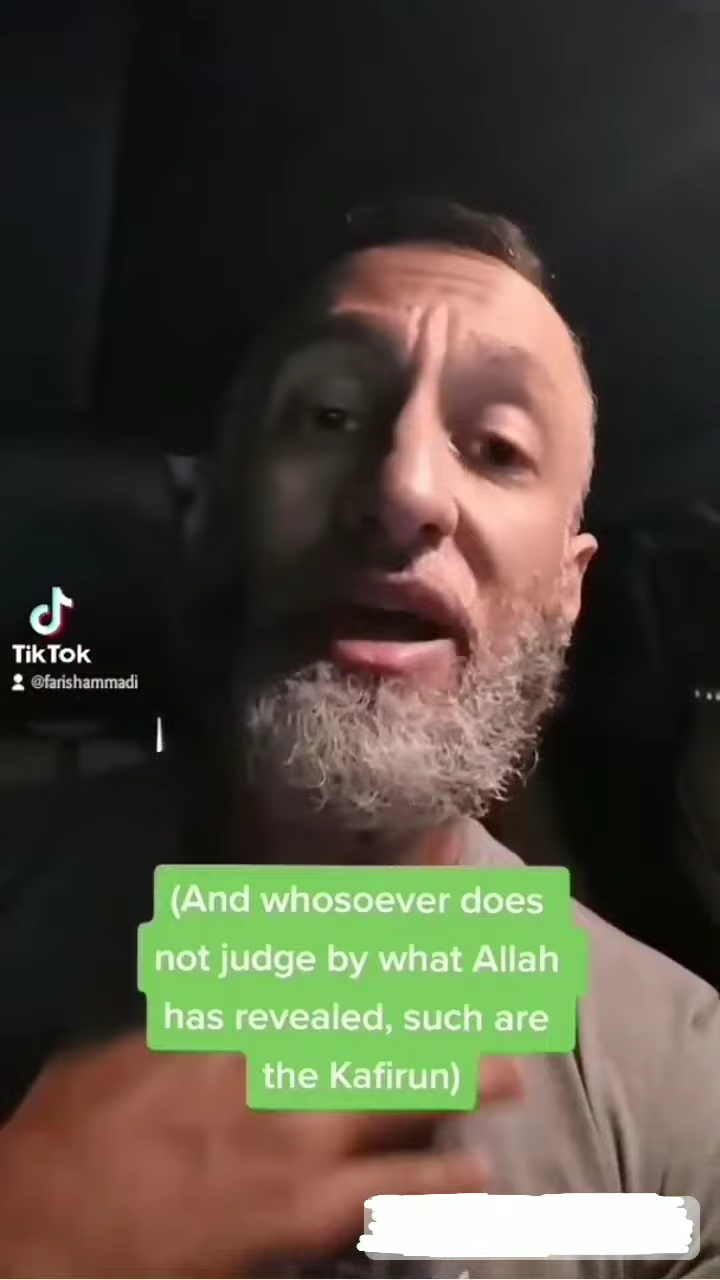 TikTok
@farishammadi
(And whosoever does
not judge by what Allah
has revealed, such are
the Kafirun)